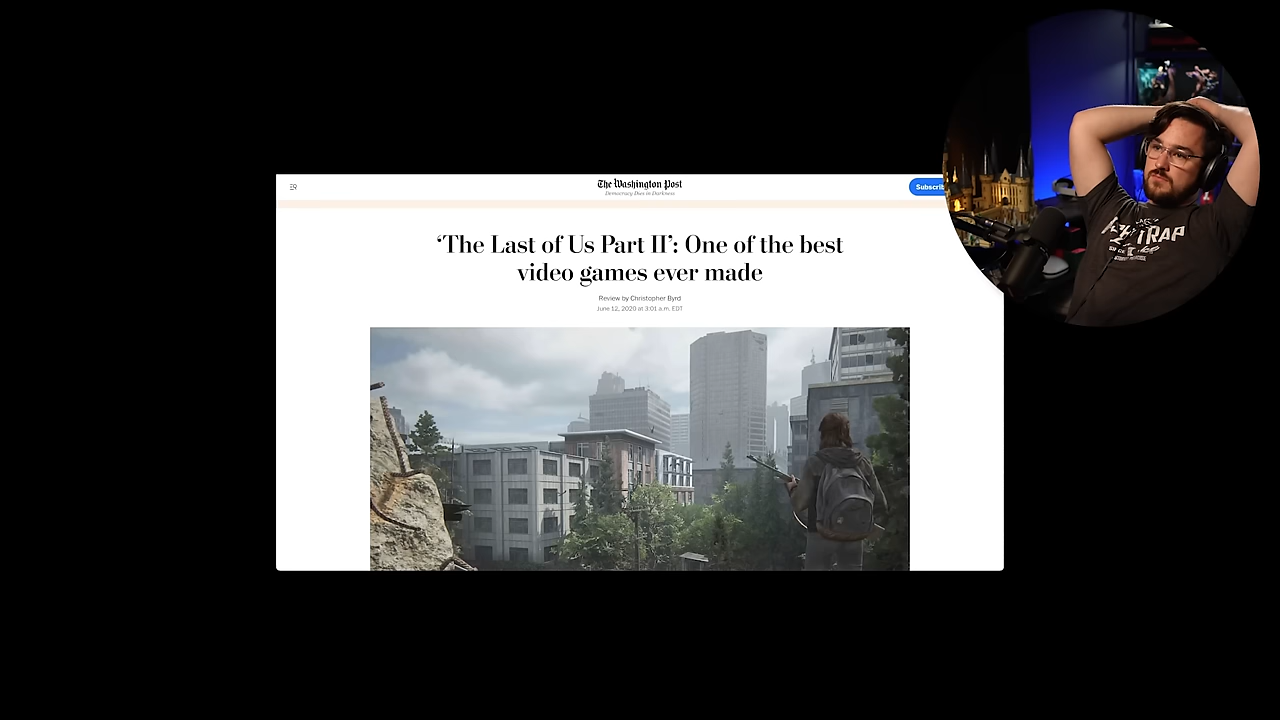 The Washington Post
Democracy Dies in Darkness
Subscrib
‘The Last of Us Part II’: One of the best
video games ever made
Review by Christopher Byrd
June 12, 2020 at 3:01 a.m. EDT